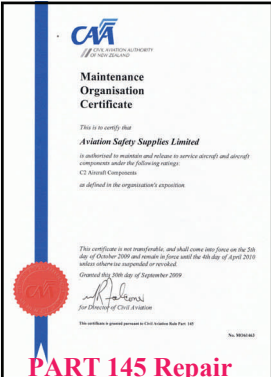 CAA
CIVIL AVIATION AUTHORITY
OF NEW ZEALAND
Maintenance
Organisation
Certificate
This is to certify that
Aviation Safety Supplies Limited
is authorised to maintain and release to service aircraft and aircraft
components under the following ratings:
C2 Aircraft Components
as defined in the organisation's exposition
This certificate is not transferable, and shall come into force on the 5th
day of October 2009 and remain in force until the 4th day of April 2010
unless otherwise suspended or revoked.
Granted this 30th day of September 2009
for Director of Civil Aviation
This certificate is granted pursuant to Civil Aviation Rule Part 145
CAA
PART 145 Repair